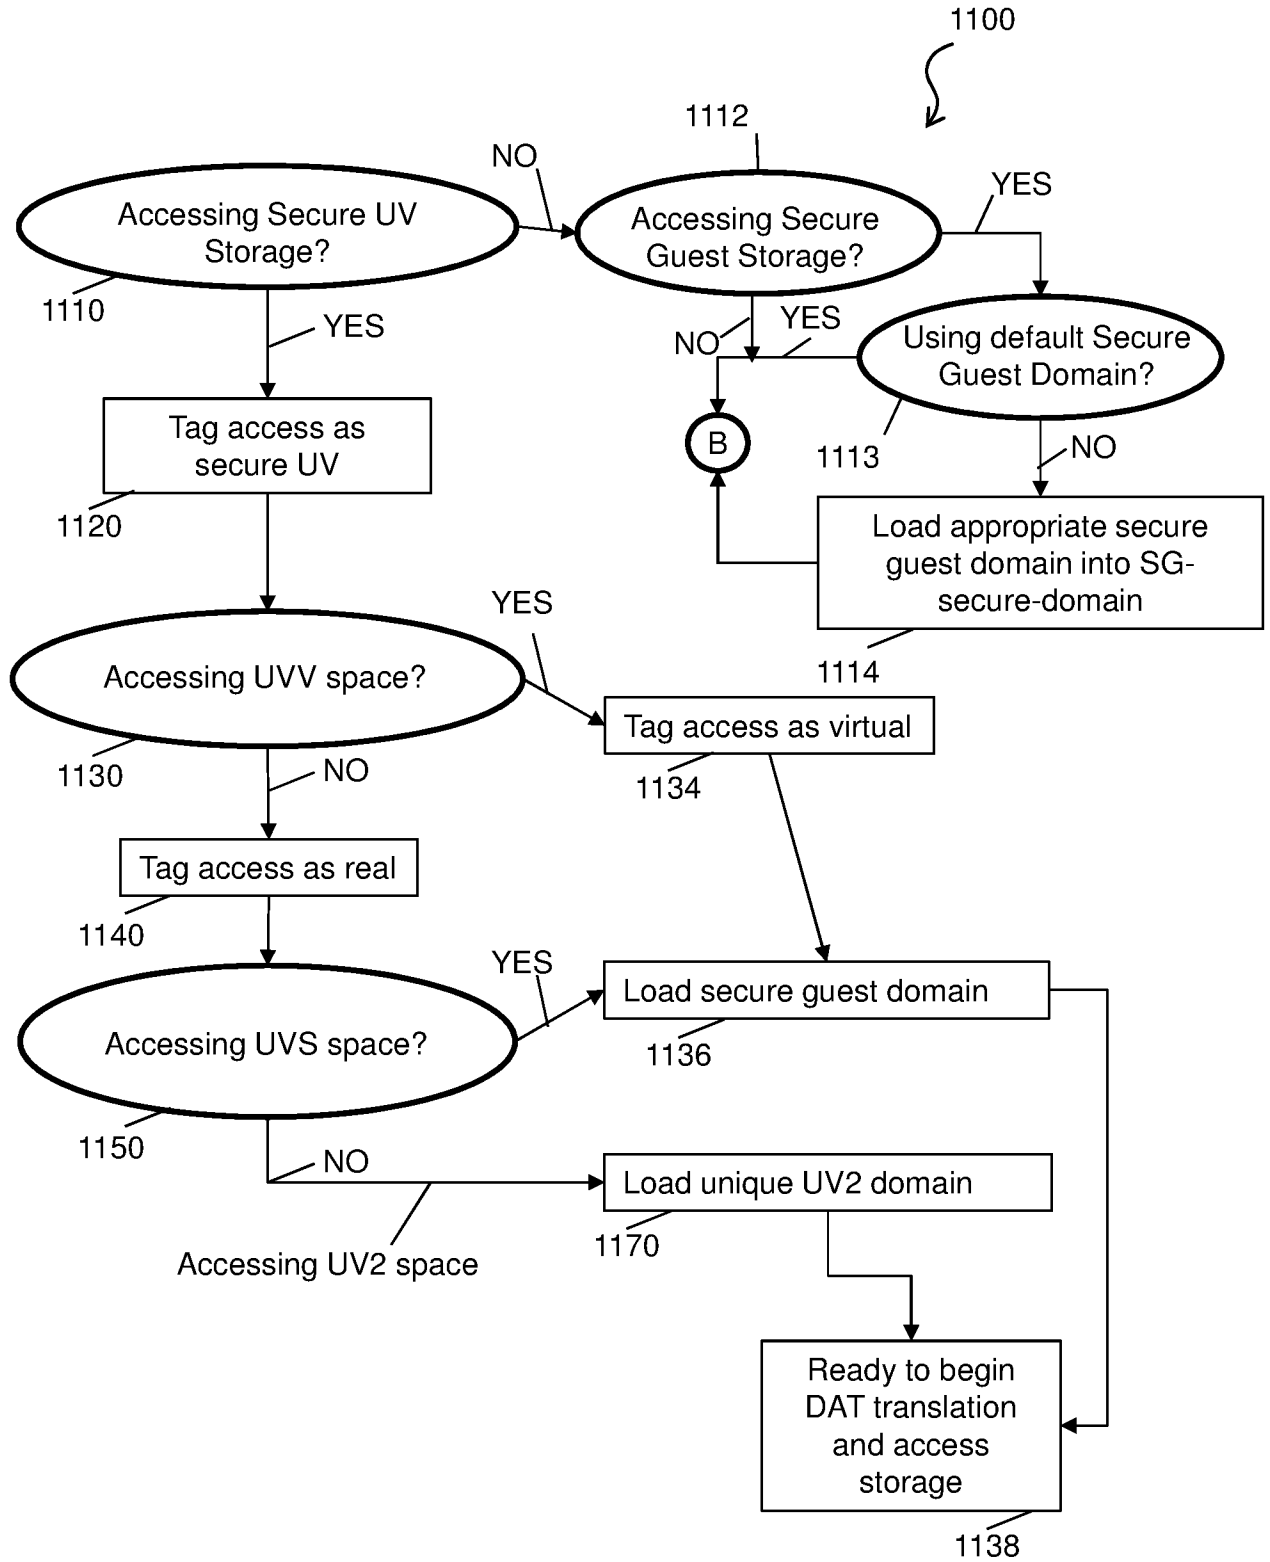 1100
1112
NO
YES
Accessing Secure UV
Storage?
Accessing Secure
Guest Storage?
1110
YES
NO
YES
Using default Secure
Guest Domain?
Tag access as
secure UV
B
1113
NO
1120
Load appropriate secure
guest domain into SG-
secure-domain
YES
1114
Accessing UVV space?
Tag access as virtual
1130
NO
1134
Tag access as real
1140
YES
Load secure guest domain
Accessing UVS space?
1136
1150
NO
Load unique UV2 domain
1170
Accessing UV2 space
Ready to begin
DAT translation
and access
storage
1138